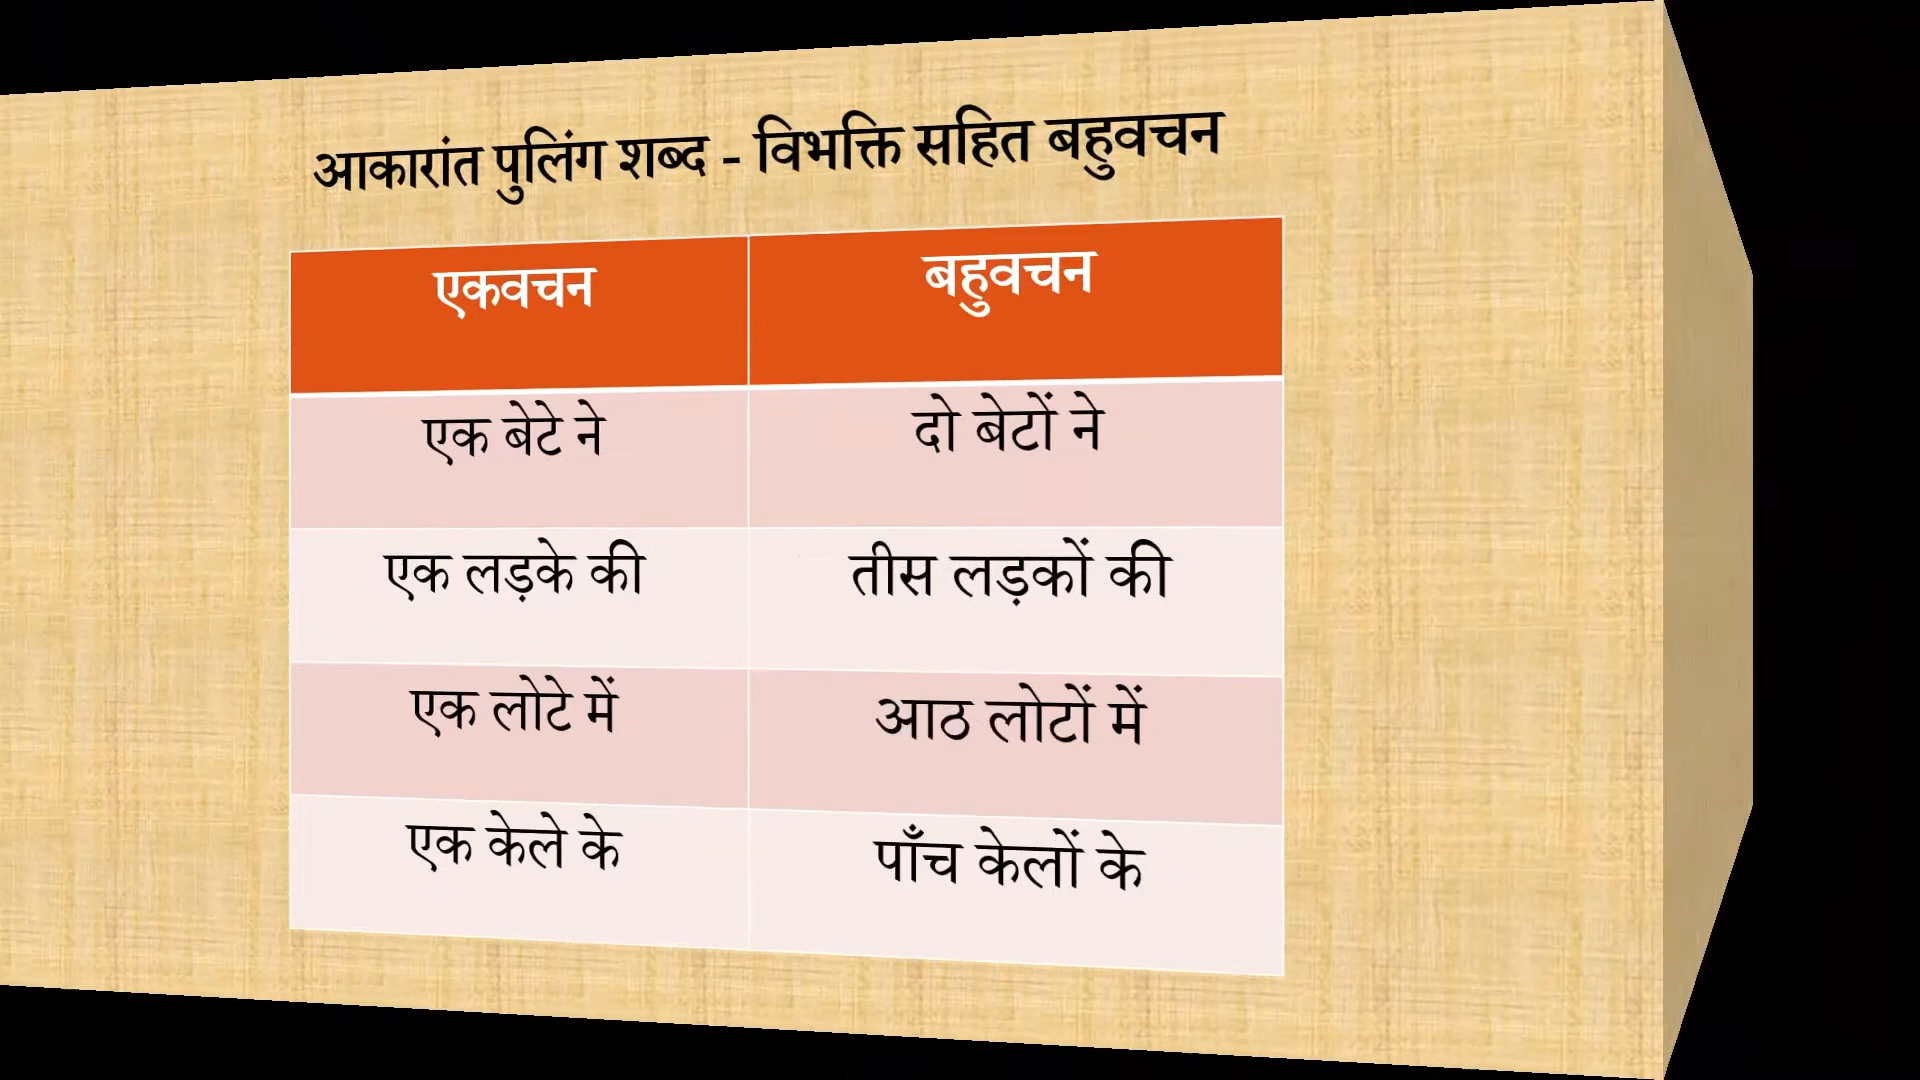 आकारांत पुलिंग शब्द - विभक्ति सहित बहुवचन
एकवचन बहुवचन
एक बेटे ने दो बेटों ने
एक लड़के की तीस लड़कों की
एक लोटे में आठ लोटों में
एक केले के पाँच केलों के